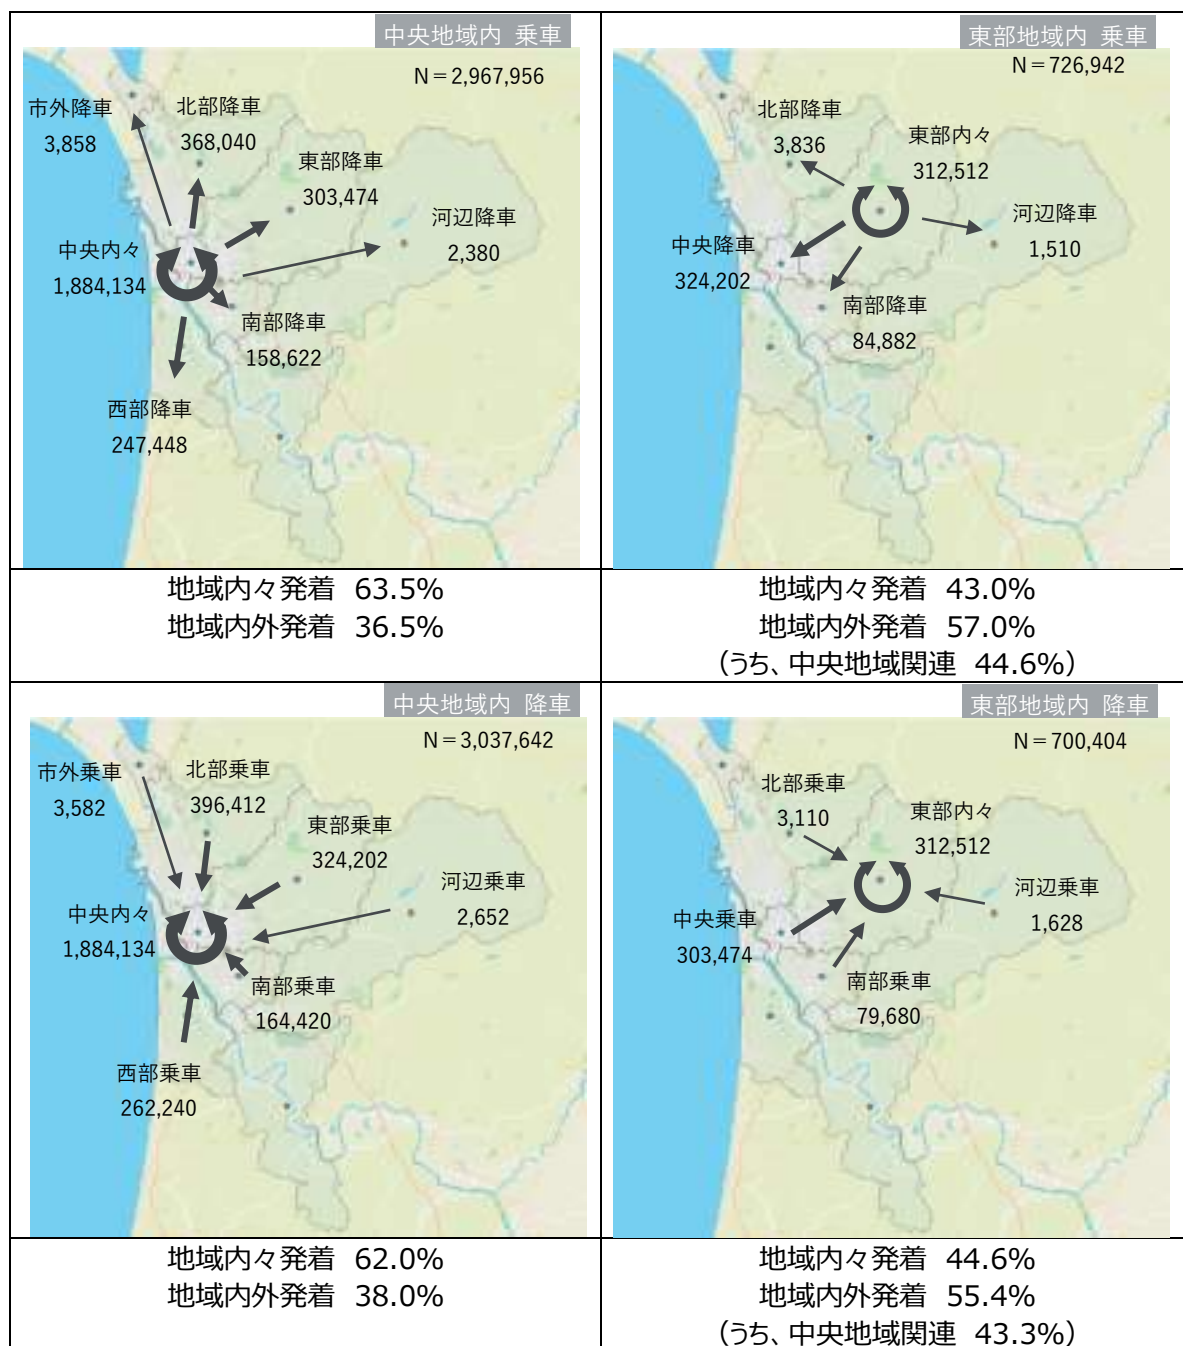 中央地域内 乗車
N＝2,967,956
市外降車
3,858
北部降車
368,040
東部降車
303,474
河辺降車
2,380
中央内々
1,884,134
南部降車
158,622
西部降車
247,448
地域内々発着 63.5%
地域内外発着 36.5%
東部地域内 乗車
N＝726,942
北部降車
3,836
東部内々
312,512
河辺降車
1,510
中央降車
324,202
南部降車
84,882
地域内々発着 43.0%
地域内外発着 57.0%
（うち、中央地域関連 44.6%）
中央地域内 降車
N＝3,037,642
市外乗車
3,582
北部乗車
396,412
東部乗車
324,202
河辺乗車
2,652
中央内々
1,884,134
南部乗車
164,420
西部乗車
262,240
地域内々発着 62.0%
地域内外発着 38.0%
東部地域内 降車
N＝700,404
北部乗車
3,110
東部内々
312,512
河辺乗車
1,628
中央乗車
303,474
南部乗車
79,680
地域内々発着 44.6%
地域内外発着 55.4%
（うち、中央地域関連 43.3%）